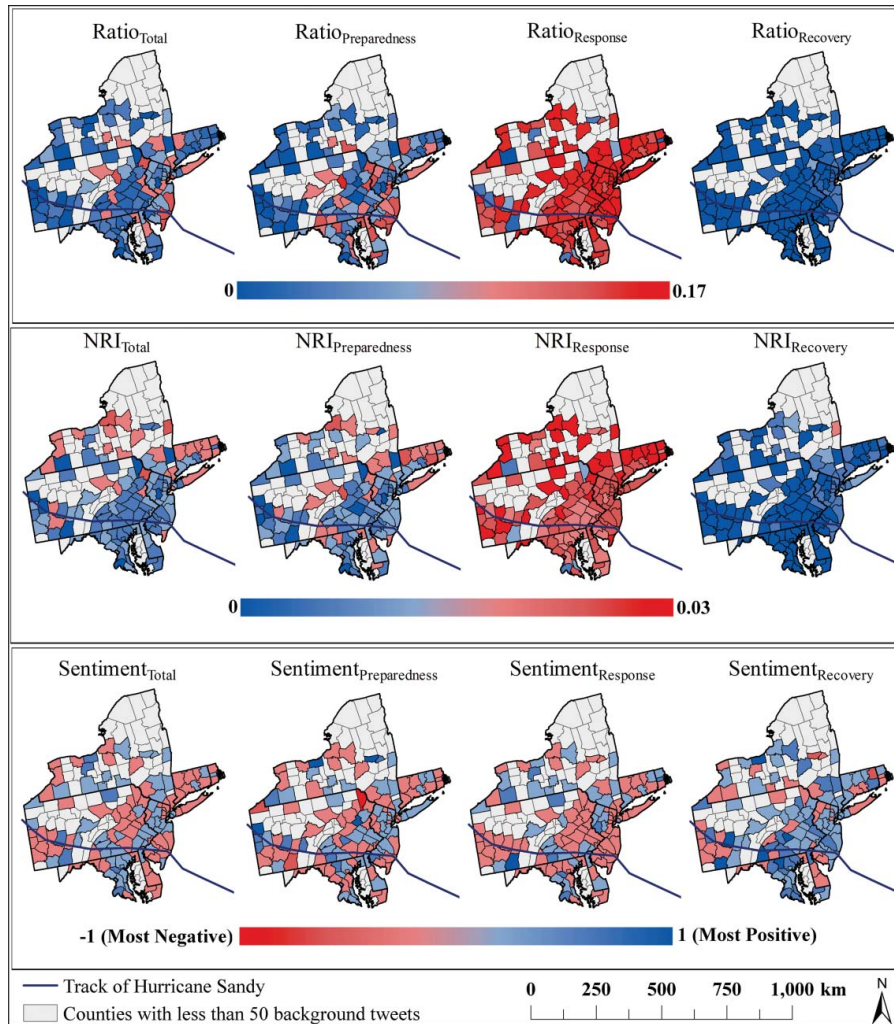 RatioTotal RatioPreparedness RatioResponse RatioRecovery
0 0.17
NRITotal NRIPreparedness NRIResponse NRIRecovery
0 0.03
SentimentTotal SentimentPreparedness SentimentResponse SentimentRecovery
-1 (Most Negative) 1 (Most Positive)
Track of Hurricane Sandy
Counties with less than 50 background tweets
0 250 500 750 1,000 km
N